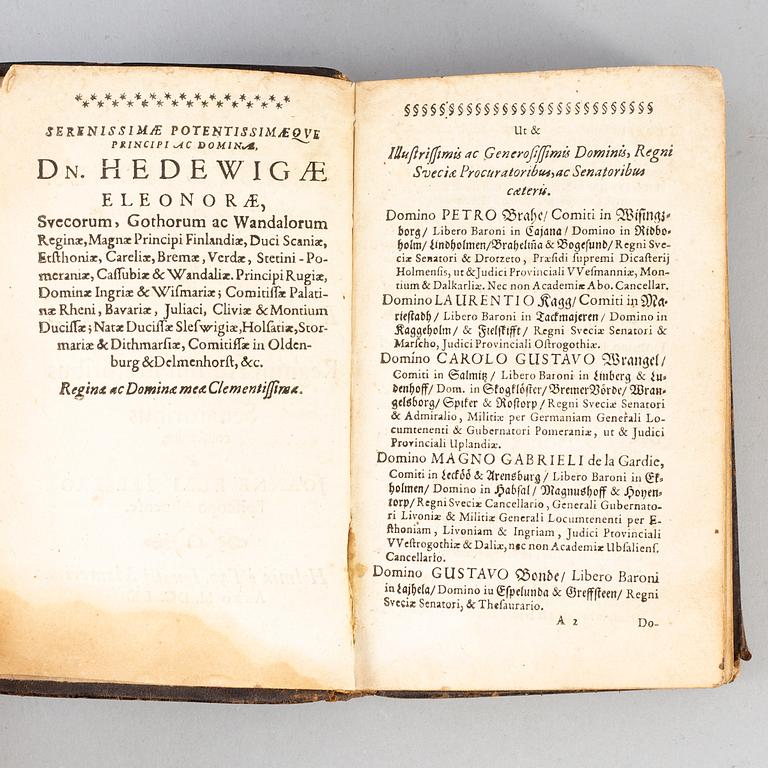 SERENISSIMÆ POTENTISSIMÆQVE
PRINCIPI AC DOMINÆ,
DN. HEDEWIGÆ
ELEONORÆ,
Svecorum, Gothorum ac Wandalorum
Reginæ, Magnæ Principi Finlandiæ, Duci Scaniæ,
Etſthoniæ, Careliæ, Bremæ, Verdæ, Stetini - Po-
meraniæ, Caſſubiæ & Wandaliæ. Principi Rugiæ,
Dominæ Ingriæ & Wiſmariæ; Comitiſſæ Palati-
næ Rheni, Bavariæ, Juliaci, Cliviæ & Montium
Duciſſæ; Natæ Duciſſæ Sleſwigiæ, Holſatiæ, Stor-
mariæ & Dithmarſiæ, Comitiſſæ in Olden-
burg & Delmenhorſt, &c.
Reginæ ac Dominæ meæ Clementiſſimæ.
§§§§§§§§§§§§§§§§§§§§§§§§§§§§
Ut &
Illuſtriſſimis ac Generoſiſſimis Dominis, Regni
Sveciæ Procuratoribus, ac Senatoribus
cæteris.
Domino PETRO Brahe/ Comiti in Wiſingz-
borg/ Libero Baroni in Cajana/ Domino in Ridbo-
holm/ Lindholmen/ Braheliña & Bogeſund/ Regni Sve-
ciæ Senatori & Drotzeto, Præſidi ſupremi Dicaſterij
Holmenſis, ut & Judici Provinciali VVeſmanniæ, Mon-
tium & Dalkarliæ. Nec non Academiæ Abo. Cancellar.
Domino LAURENTIO Kagg/ Comiti in Ma-
rieſtadh/ Libero Baroni in Tackmajeren/ Domino in
Kaggeholm/ & Fielſkifft/ Regni Sveciæ Senatori &
Marſcho, Judici Provinciali Oſtrogothiæ.
Domino CAROLO GUSTAVO Wrangel/
Comiti in Salmitz/ Libero Baroni in Linberg & Lu-
denhoff/ Dom. in Skogklöſter/ BremerVörde/ Wran-
gelsborg/ Spiker & Roſtorp/ Regni Sveciæ Senatori
& Admiralio, Militiæ per Germaniam Generali Lo-
cumtenenti & Gubernatori Pomeraniæ, ut & Judici
Provinciali Uplandiæ.
Domino MAGNO GABRIELI de la Gardie,
Comiti in Leckóó & Arensburg/ Libero Baroni in Ek-
holmen/ Domino in Habſal/ Magnushoff & Hoyen-
torp/ Regni Sveciæ Cancellario, Generali Gubernato-
ri Livoniæ & Militiæ Generali Locumtenenti per E-
ſthoniam, Livoniam & Ingriam, Judici Provinciali
VVeſtrogothiæ & Daliæ, nec non Academiæ Ubſalienſ.
Cancellario.
Domino GUSTAVO Bonde/ Libero Baroni
in Lajhela/ Domino iu Eſpelunda & Greffſteen/ Regni
Sveciæ Senatori, & Theſaurario.
A 2 Do-